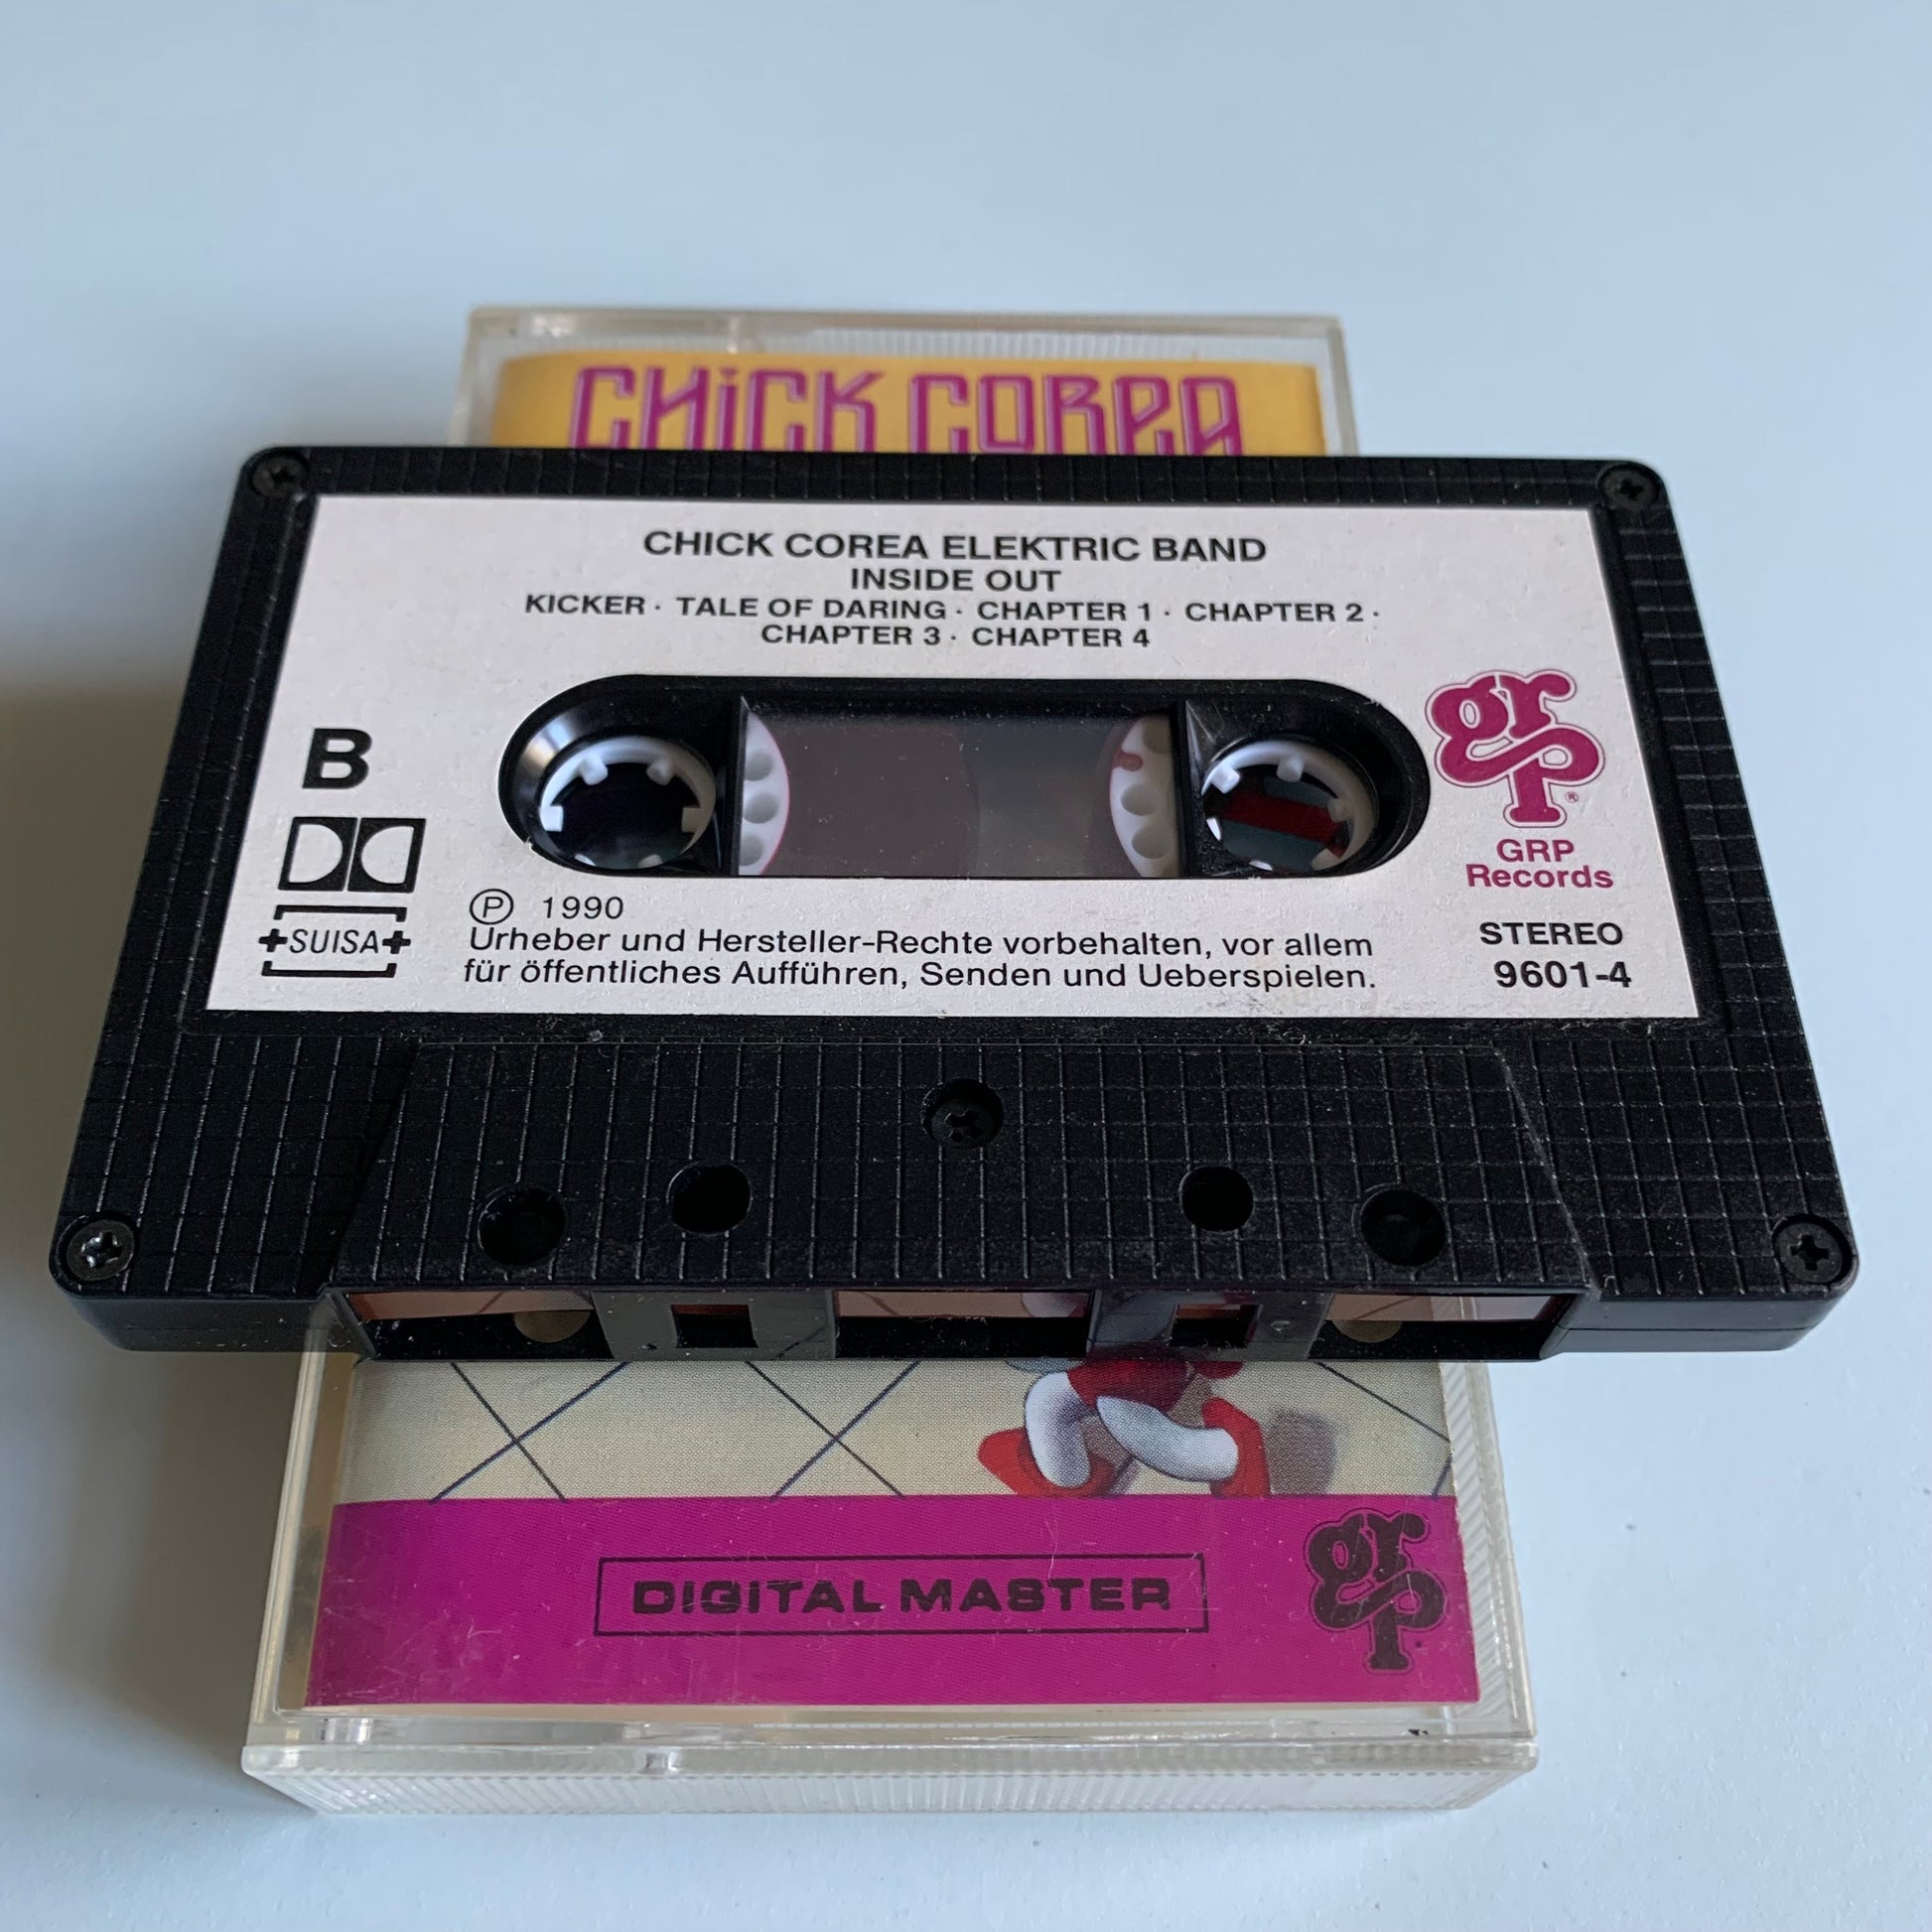 CHiCK COREA
CHICK COREA ELEKTRIC BAND
INSIDE OUT
KICKER · TALE OF DARING · CHAPTER 1 · CHAPTER 2 ·
CHAPTER 3 · CHAPTER 4
B
grp®
GRP
Records
+SUISA+
Ⓟ 1990
Urheber und Hersteller-Rechte vorbehalten, vor allem
für öffentliches Aufführen, Senden und Ueberspielen.
STEREO
9601-4
DIGITAL MASTER
grp